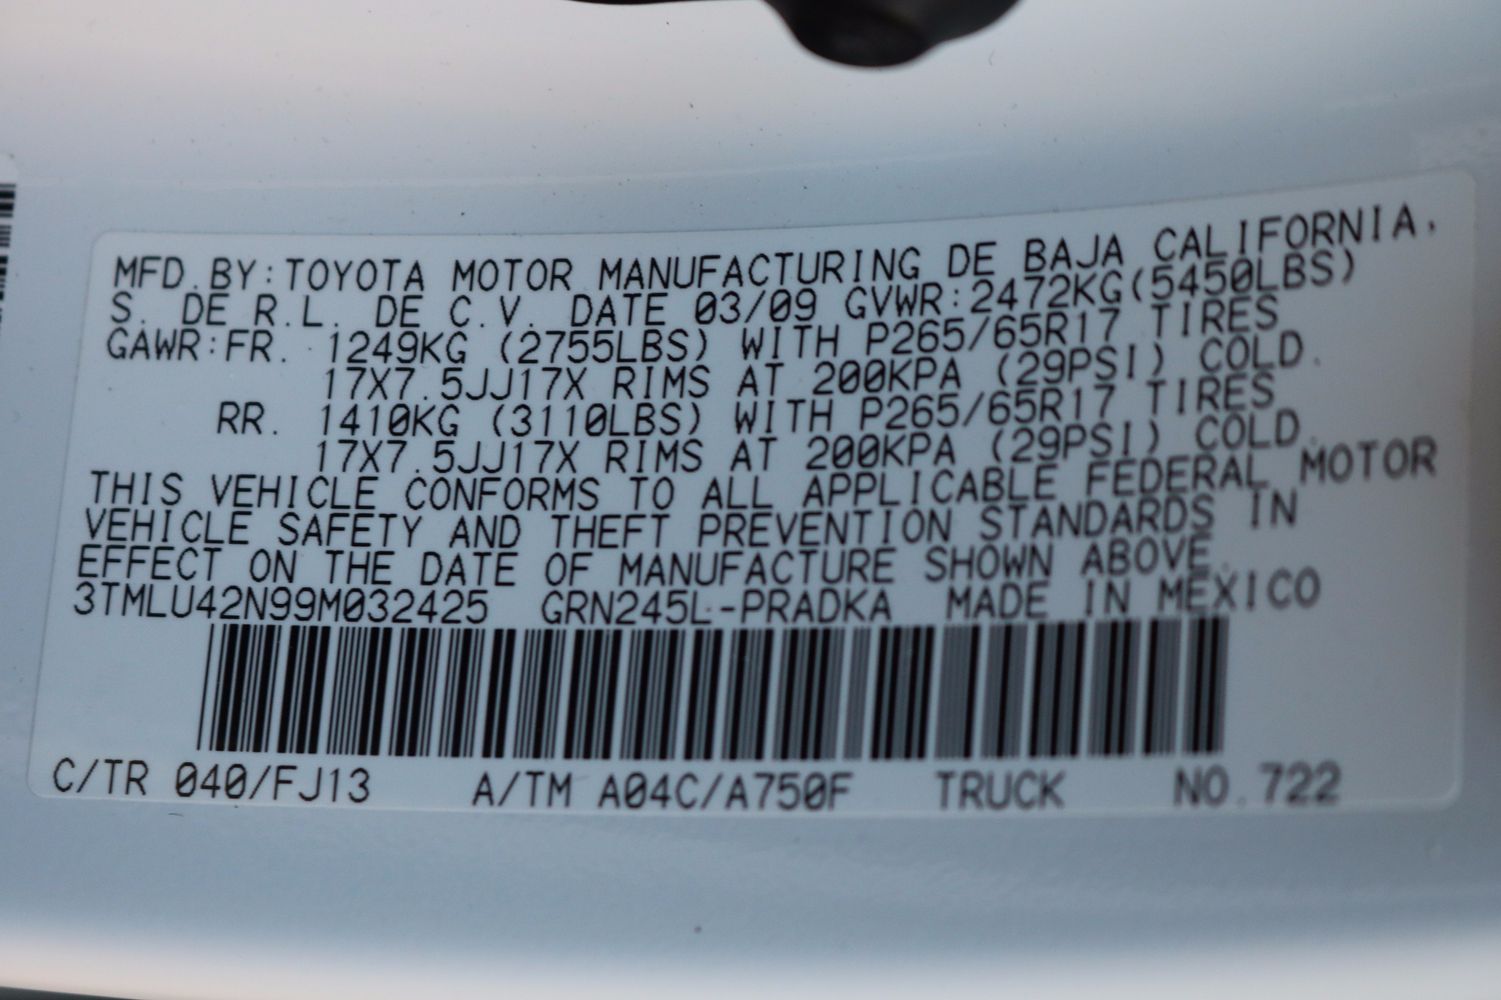 MFD.BY:TOYOTA MOTOR MANUFACTURING DE BAJA CALIFORNIA,
S. DE R.L. DE C.V. DATE 03/09 GVWR:2472KG(5450LBS)
GAWR:FR. 1249KG (2755LBS) WITH P265/65R17 TIRES
17X7.5JJ17X RIMS AT 200KPA (29PSI) COLD.
RR. 1410KG (3110LBS) WITH P265/65R17 TIRES
17X7.5JJ17X RIMS AT 200KPA (29PSI) COLD.
THIS VEHICLE CONFORMS TO ALL APPLICABLE FEDERAL MOTOR
VEHICLE SAFETY AND THEFT PREVENTION STANDARDS IN
EFFECT ON THE DATE OF MANUFACTURE SHOWN ABOVE.
3TMLU42N99M032425 GRN245L-PRADKA MADE IN MEXICO
C/TR 040/FJ13 A/TM A04C/A750F TRUCK NO.722